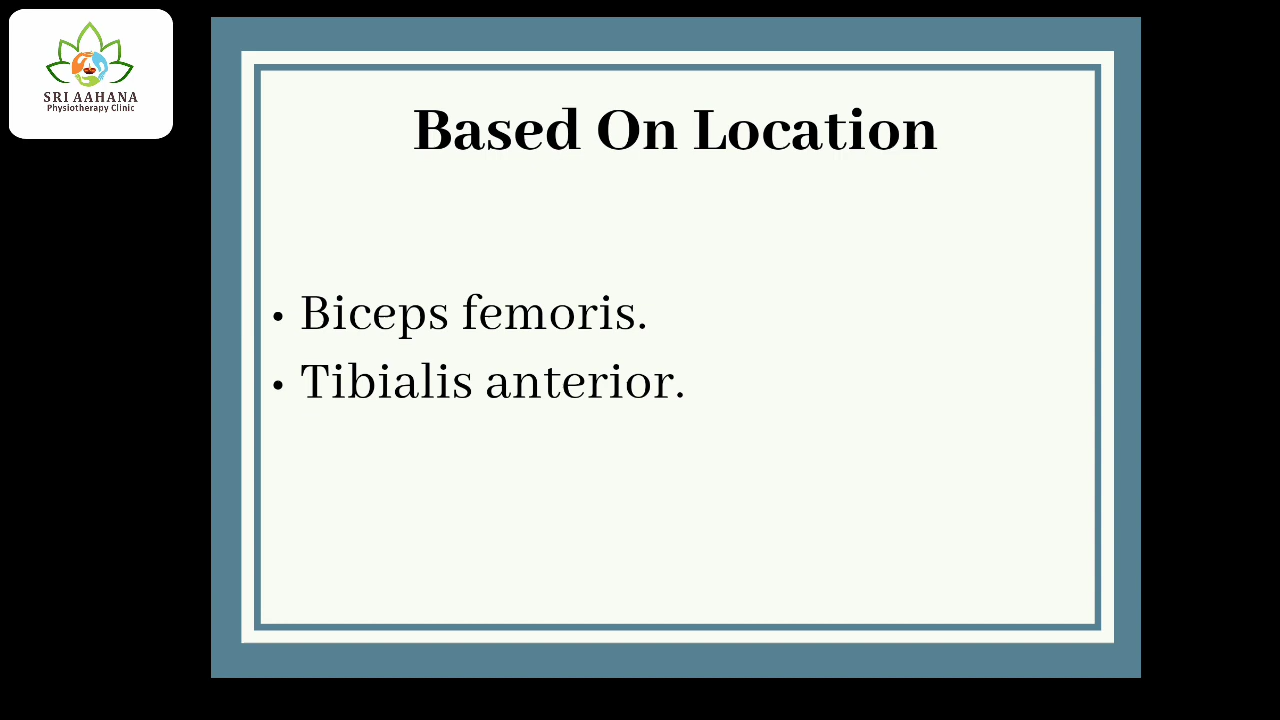 SRI AAHANA
Physiotherapy Clinic
Based On Location
• Biceps femoris.
• Tibialis anterior.